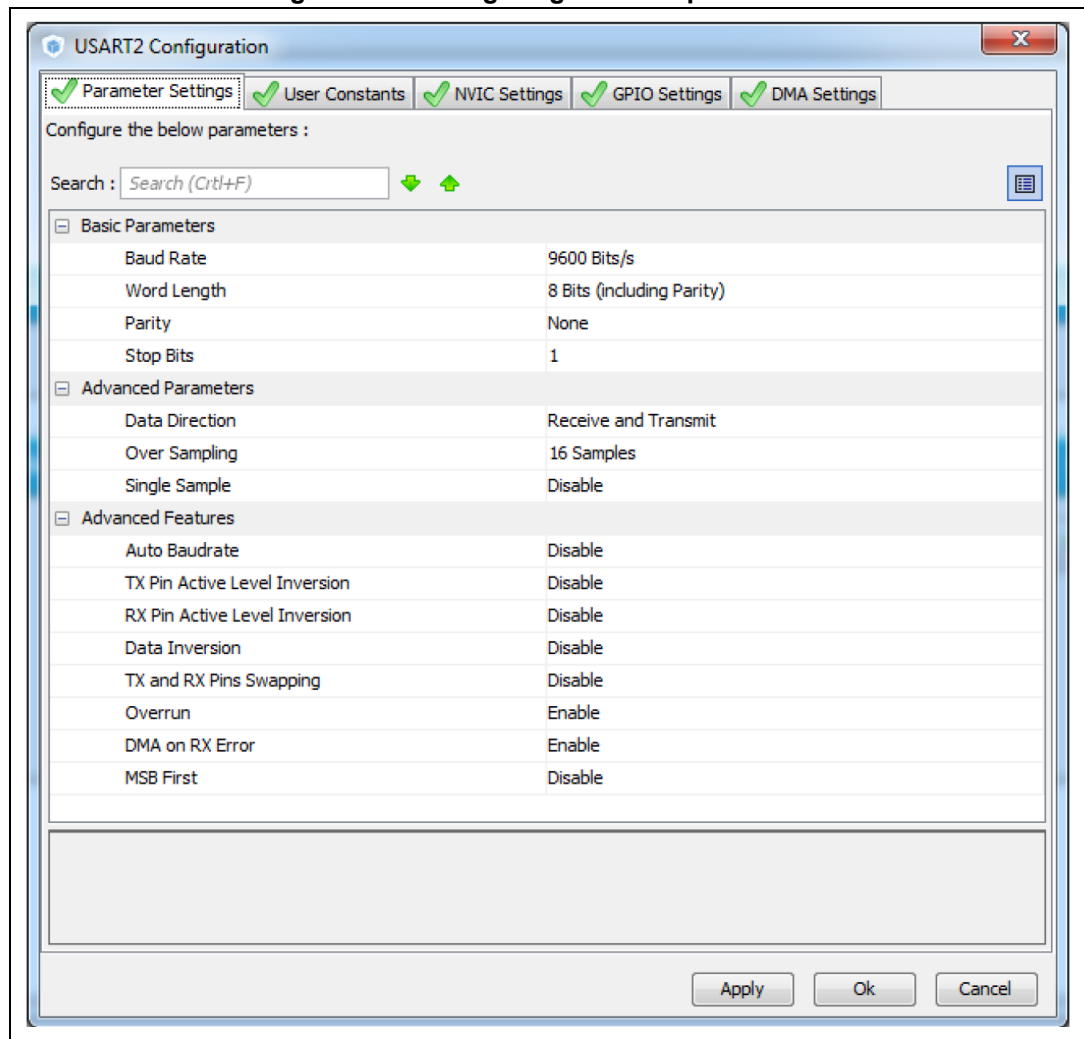 USART2 Configuration
Parameter Settings User Constants NVIC Settings GPIO Settings DMA Settings
Configure the below parameters :
Search : Search (Crtl+F)
Basic Parameters
Baud Rate 9600 Bits/s
Word Length 8 Bits (including Parity)
Parity None
Stop Bits 1
Advanced Parameters
Data Direction Receive and Transmit
Over Sampling 16 Samples
Single Sample Disable
Advanced Features
Auto Baudrate Disable
TX Pin Active Level Inversion Disable
RX Pin Active Level Inversion Disable
Data Inversion Disable
TX and RX Pins Swapping Disable
Overrun Enable
DMA on RX Error Enable
MSB First Disable
Apply Ok Cancel